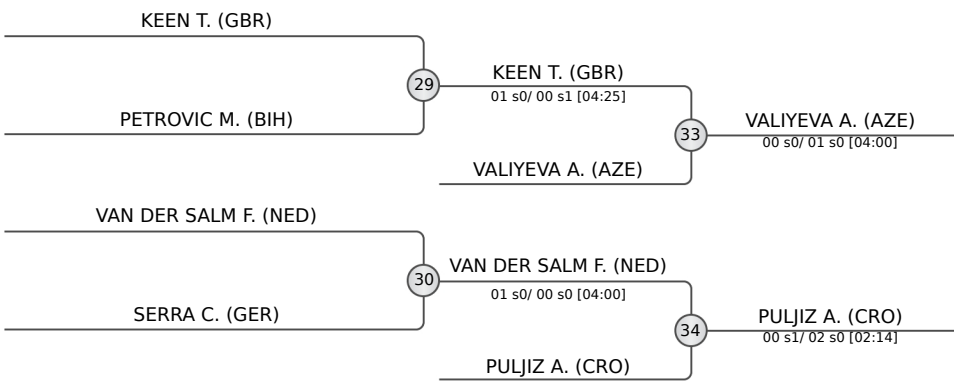 KEEN T. (GBR)
29
PETROVIC M. (BIH)
KEEN T. (GBR)
01 s0/ 00 s1 [04:25]
33
VALIYEVA A. (AZE)
VALIYEVA A. (AZE)
00 s0/ 01 s0 [04:00]
VAN DER SALM F. (NED)
30
SERRA C. (GER)
VAN DER SALM F. (NED)
01 s0/ 00 s0 [04:00]
34
PULJIZ A. (CRO)
PULJIZ A. (CRO)
00 s1/ 02 s0 [02:14]